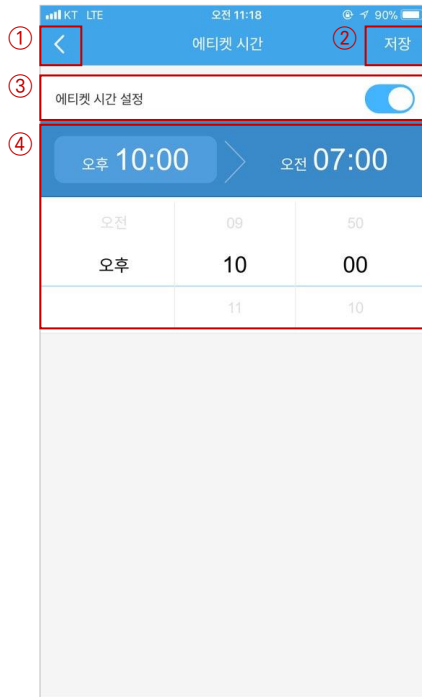 KT LTE 오전 11:18 90%
① 에티켓 시간 ② 저장
③ 에티켓 시간 설정
④ 오후 10:00 오전 07:00
오전 09 50
오후 10 00
11 10